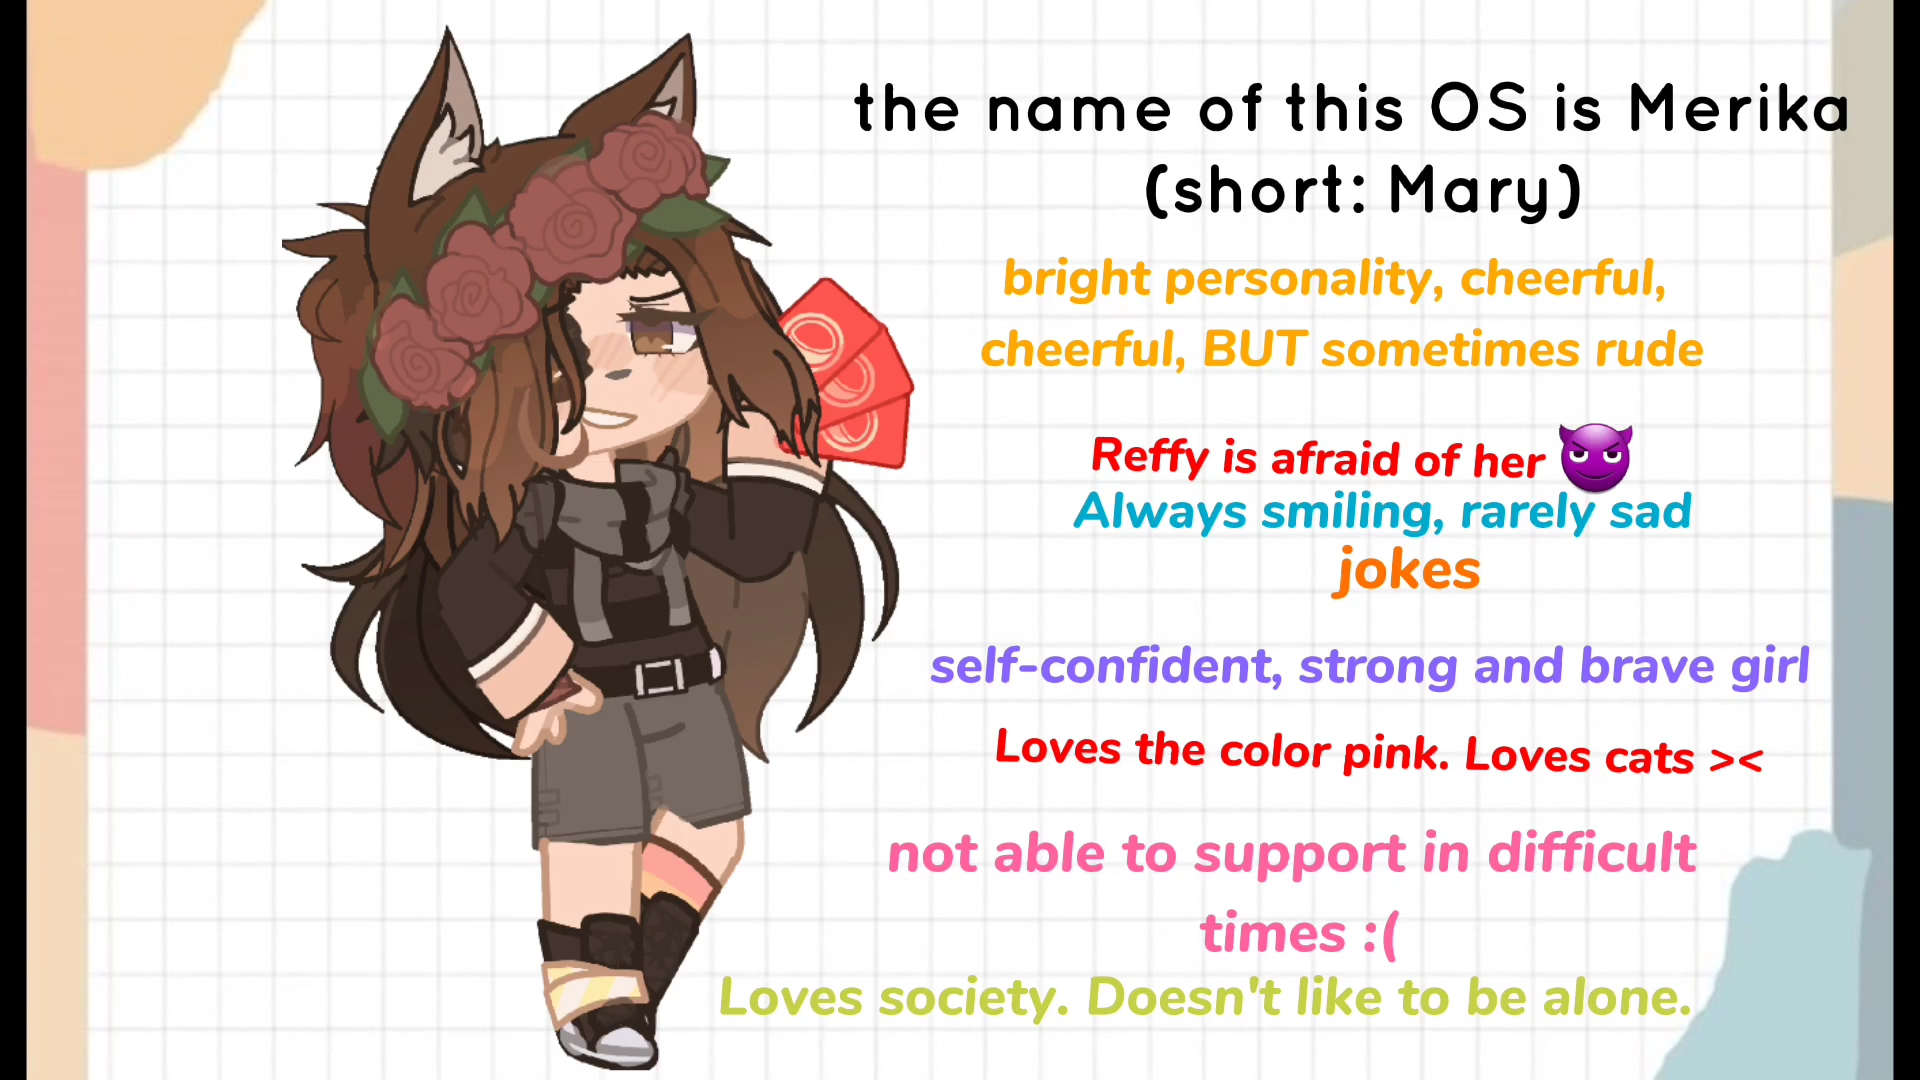 the name of this OS is Merika
(short: Mary)
bright personality, cheerful,
cheerful, BUT sometimes rude
Reffy is afraid of her 😈
Always smiling, rarely sad
jokes
self-confident, strong and brave girl
Loves the color pink. Loves cats ><
not able to support in difficult
times :(
Loves society. Doesn't like to be alone.